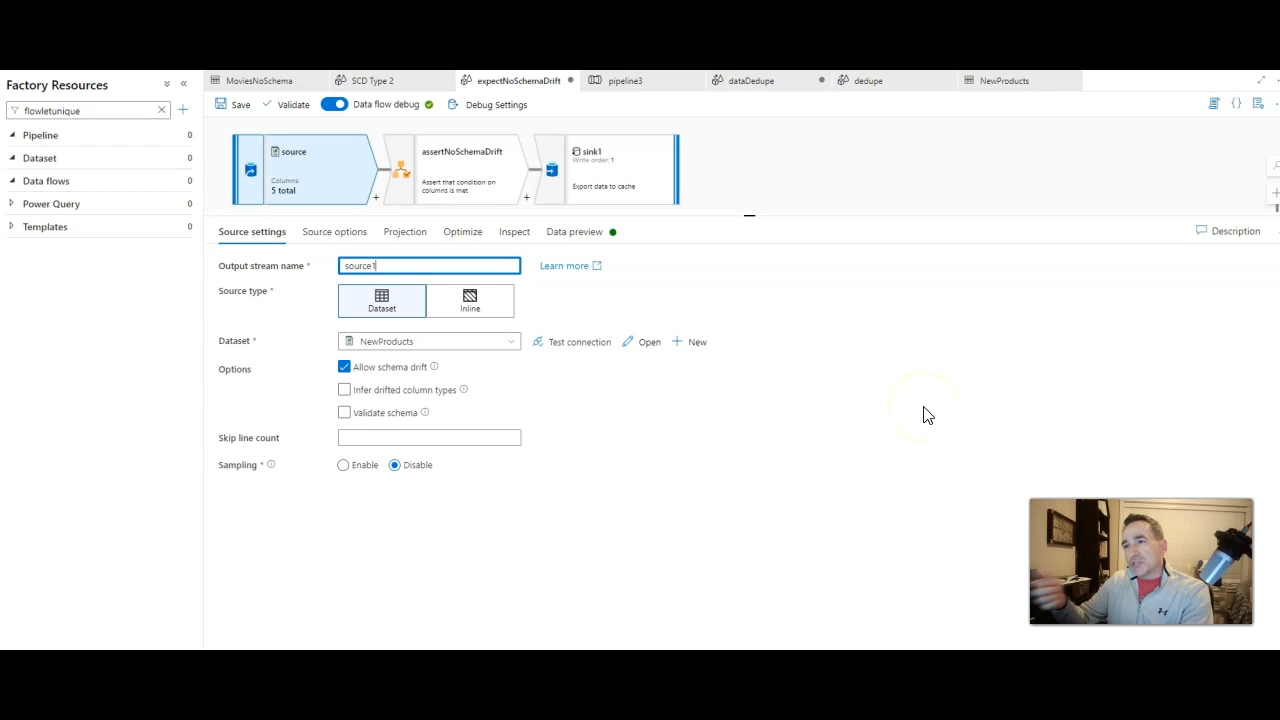 Factory Resources
flowletunique
Pipeline 0
Dataset 0
Data flows 0
Power Query 0
Templates 0
MoviesNoSchema
SCD Type 2
expectNoSchemaDrift
pipeline3
dataDedupe
dedupe
NewProducts
Save
Validate
Data flow debug
Debug Settings
source
Columns:
5 total
assertNoSchemaDrift
Assert that condition on
columns is met
sink1
Write order: 1
Export data to cache
Source settings
Source options
Projection
Optimize
Inspect
Data preview
Description
Output stream name *
source1
Learn more
Source type *
Dataset
Inline
Dataset *
NewProducts
Test connection
Open
New
Options
Allow schema drift
Infer drifted column types
Validate schema
Skip line count
Sampling *
Enable
Disable